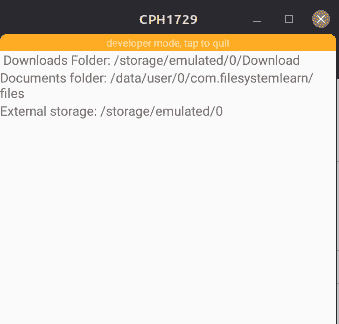 CPH1729
developer mode, tap to quit
Downloads Folder: /storage/emulated/0/Download
Documents folder: /data/user/0/com.filesystemlearn/
files
External storage: /storage/emulated/0